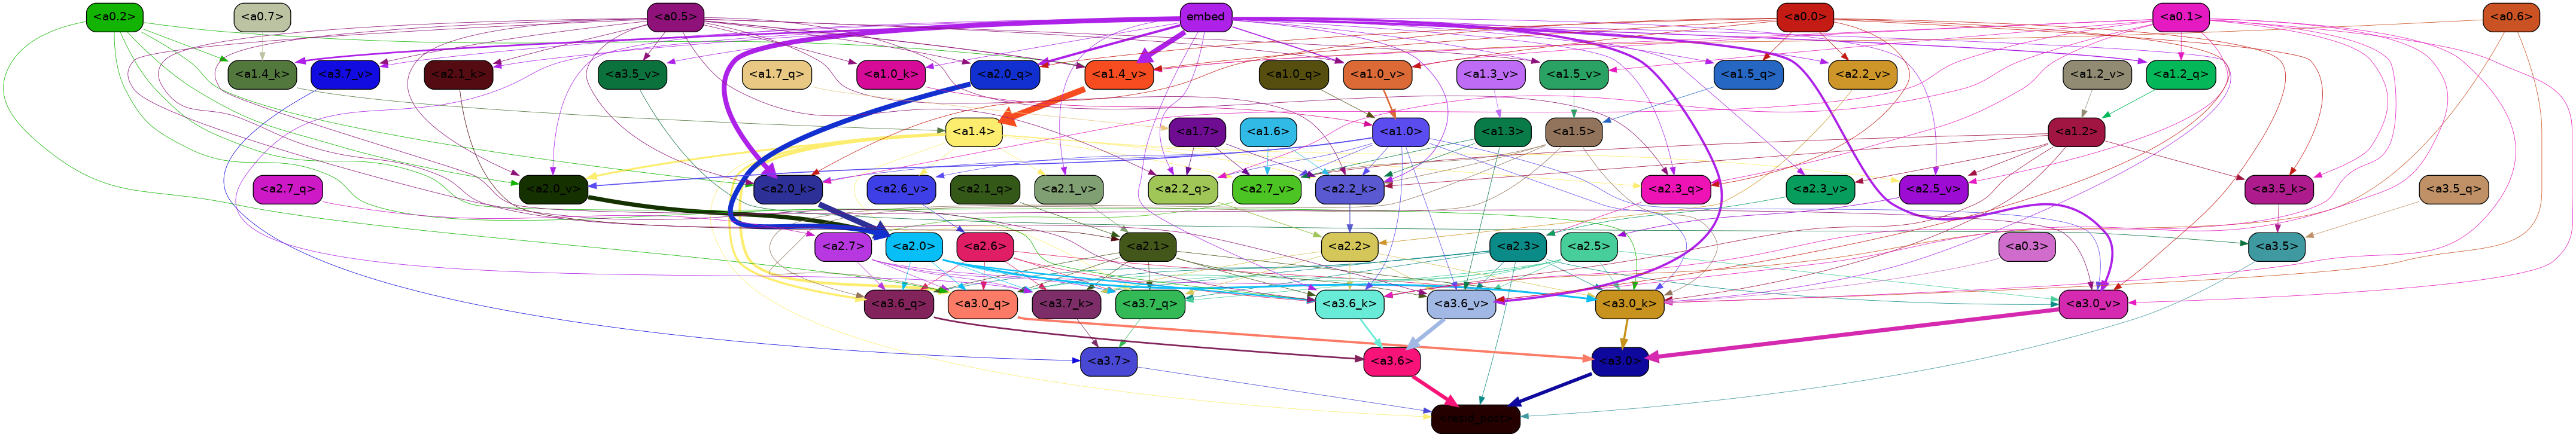 <a0.2> <a0.7> <a0.5> embed <a0.0> <a0.1> <a0.6>
<a1.4_k> <a3.7_v> <a2.1_k> <a3.5_v> <a1.7_q> <a1.0_k> <a2.0_q> <a1.4_v> <a1.0_q> <a1.0_v> <a1.3_v> <a1.5_v> <a1.5_q> <a2.2_v> <a1.2_v> <a1.2_q>
<a1.4> <a1.7> <a1.6> <a1.0> <a1.3> <a1.5> <a1.2>
<a2.7_q> <a2.0_v> <a2.0_k> <a2.6_v> <a2.1_q> <a2.1_v> <a2.2_q> <a2.7_v> <a2.2_k> <a2.3_q> <a2.3_v> <a2.5_v> <a3.5_k> <a3.5_q>
<a2.7> <a2.0> <a2.6> <a2.1> <a2.2> <a2.3> <a2.5> <a0.3> <a3.5>
<a3.6_q> <a3.0_q> <a3.7_k> <a3.7_q> <a3.6_k> <a3.6_v> <a3.0_k> <a3.0_v>
<a3.7> <a3.6> <a3.0>